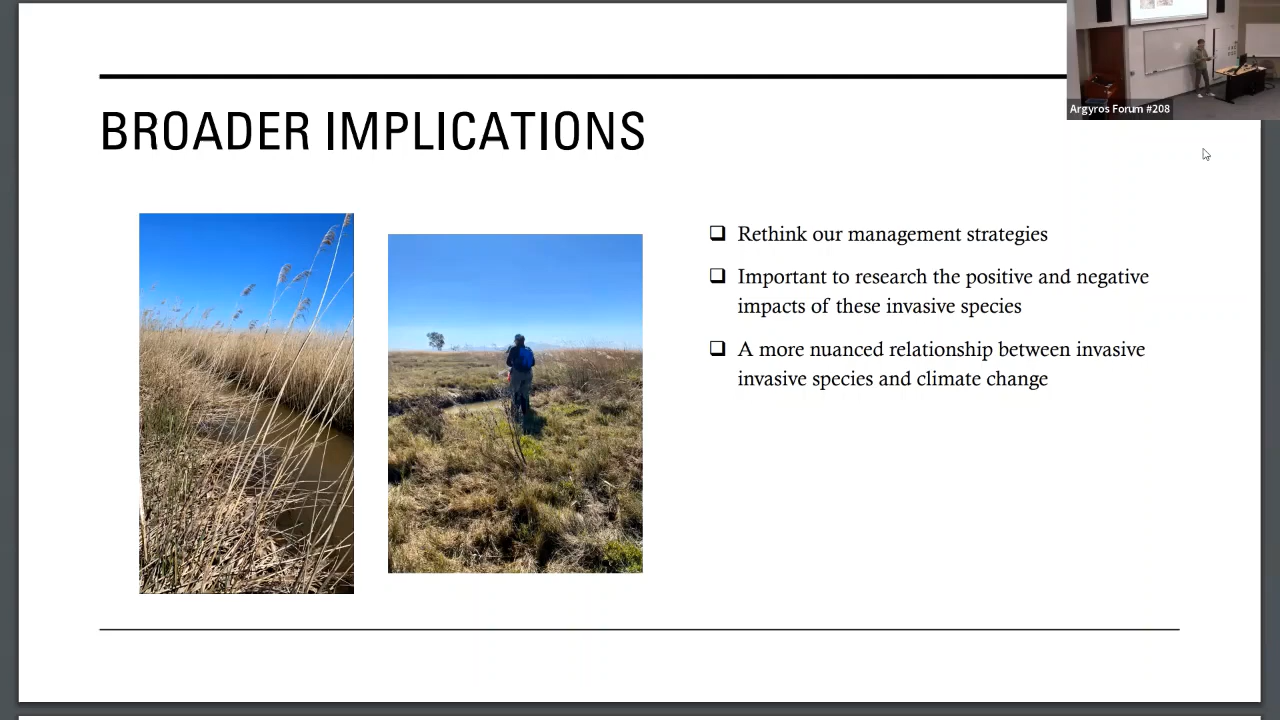 Argyros Forum #208
BROADER IMPLICATIONS
❑ Rethink our management strategies
❑ Important to research the positive and negative
impacts of these invasive species
❑ A more nuanced relationship between invasive
invasive species and climate change